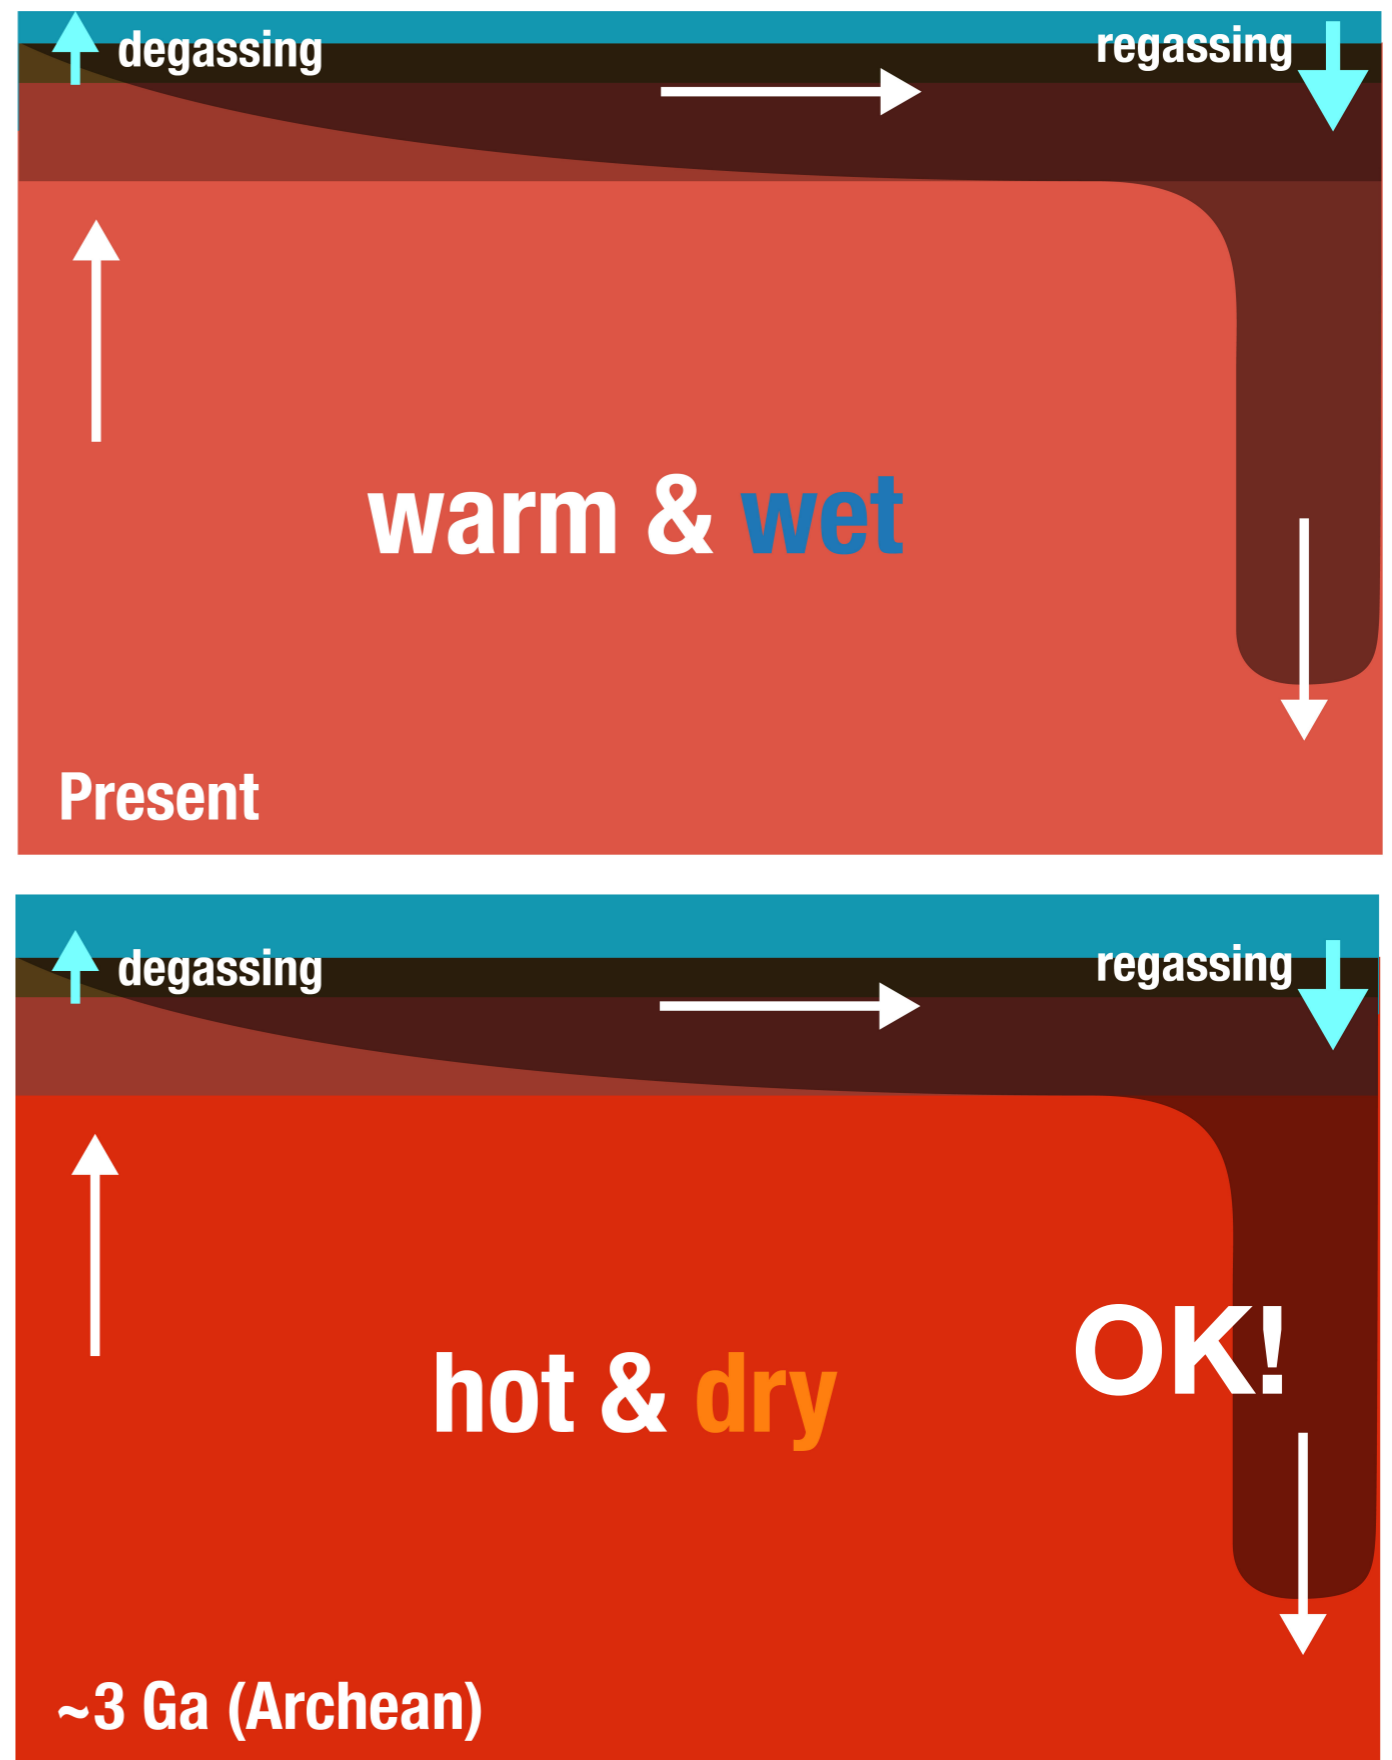 degassing
regassing
warm & wet
Present
degassing
regassing
OK!
hot & dry
~3 Ga (Archean)